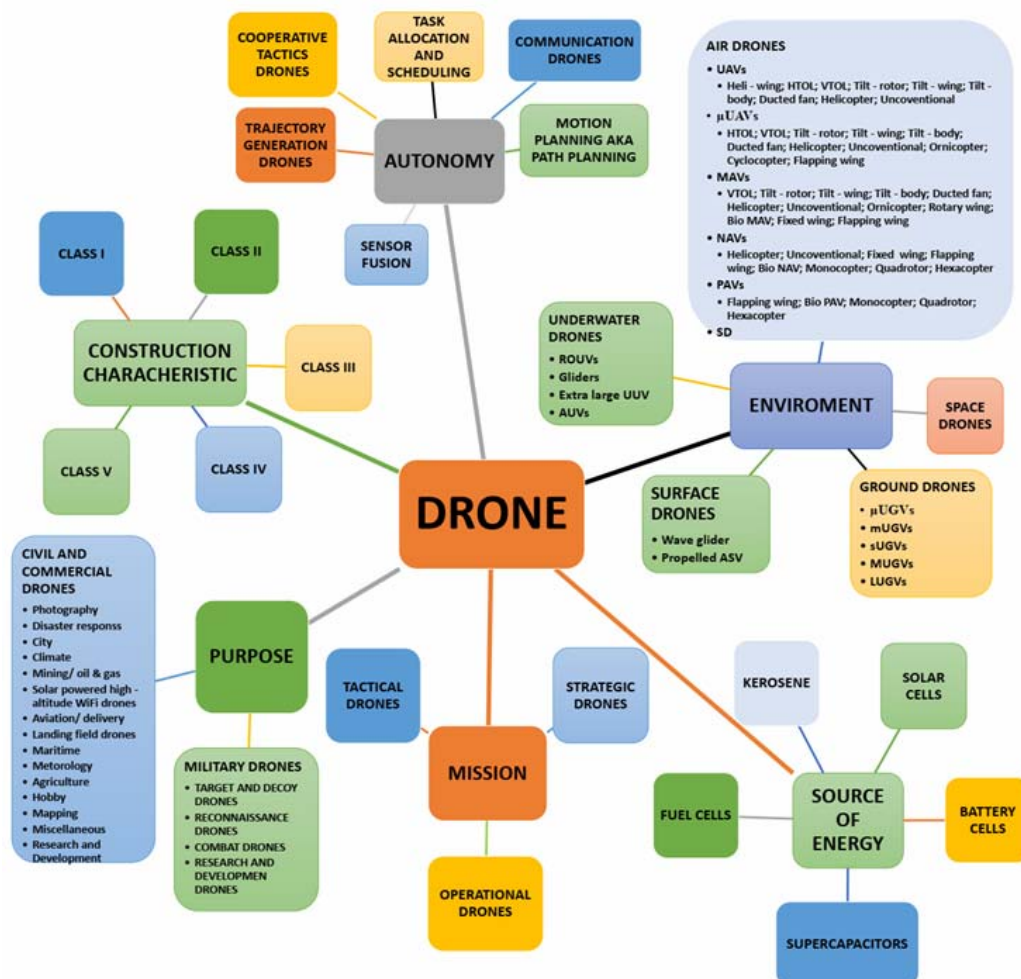 COOPERATIVE
TACTICS
DRONES
TASK
ALLOCATION
AND
SCHEDULING
COMMUNICATION
DRONES
TRAJECTORY
GENERATION
DRONES
AUTONOMY
MOTION
PLANNING AKA
PATH PLANNING
SENSOR
FUSION
AIR DRONES
• UAVs
• Heli - wing; HTOL; VTOL; Tilt - rotor; Tilt - wing; Tilt -
body; Ducted fan; Helicopter; Uncoventional
• μUAVs
• HTOL; VTOL; Tilt - rotor; Tilt - wing; Tilt - body;
Ducted fan; Helicopter; Uncoventional; Ornicopter;
Cyclocopter; Flapping wing
• MAVs
• VTOL; Tilt - rotor; Tilt - wing; Tilt - body; Ducted fan;
Helicopter; Uncoventional; Ornicopter; Rotary wing;
Bio MAV; Fixed wing; Flapping wing
• NAVs
• Helicopter; Uncoventional; Fixed wing; Flapping
wing; Bio NAV; Monocopter; Quadrotor; Hexacopter
• PAVs
• Flapping wing; Bio PAV; Monocopter; Quadrotor;
Hexacopter
• SD
CLASS I
CLASS II
CONSTRUCTION
CHARACHERISTIC
CLASS III
CLASS V
CLASS IV
UNDERWATER
DRONES
• ROUVs
• Gliders
• Extra large UUV
• AUVs
ENVIROMENT
SPACE
DRONES
DRONE
SURFACE
DRONES
• Wave glider
• Propelled ASV
GROUND DRONES
• μUGVs
• mUGVs
• sUGVs
• MUGVs
• LUGVs
CIVIL AND
COMMERCIAL
DRONES
• Photography
• Disaster responss
• City
• Climate
• Mining/ oil & gas
• Solar powered high -
altitude WiFi drones
• Aviation/ delivery
• Landing field drones
• Maritime
• Metorology
• Agriculture
• Hobby
• Mapping
• Miscellaneous
• Research and
Development
PURPOSE
MILITARY DRONES
• TARGET AND DECOY
DRONES
• RECONNAISSANCE
DRONES
• COMBAT DRONES
• RESEARCH AND
DEVELOPMEN
DRONES
TACTICAL
DRONES
STRATEGIC
DRONES
MISSION
OPERATIONAL
DRONES
KEROSENE
SOLAR
CELLS
FUEL CELLS
SOURCE
OF
ENERGY
BATTERY
CELLS
SUPERCAPACITORS